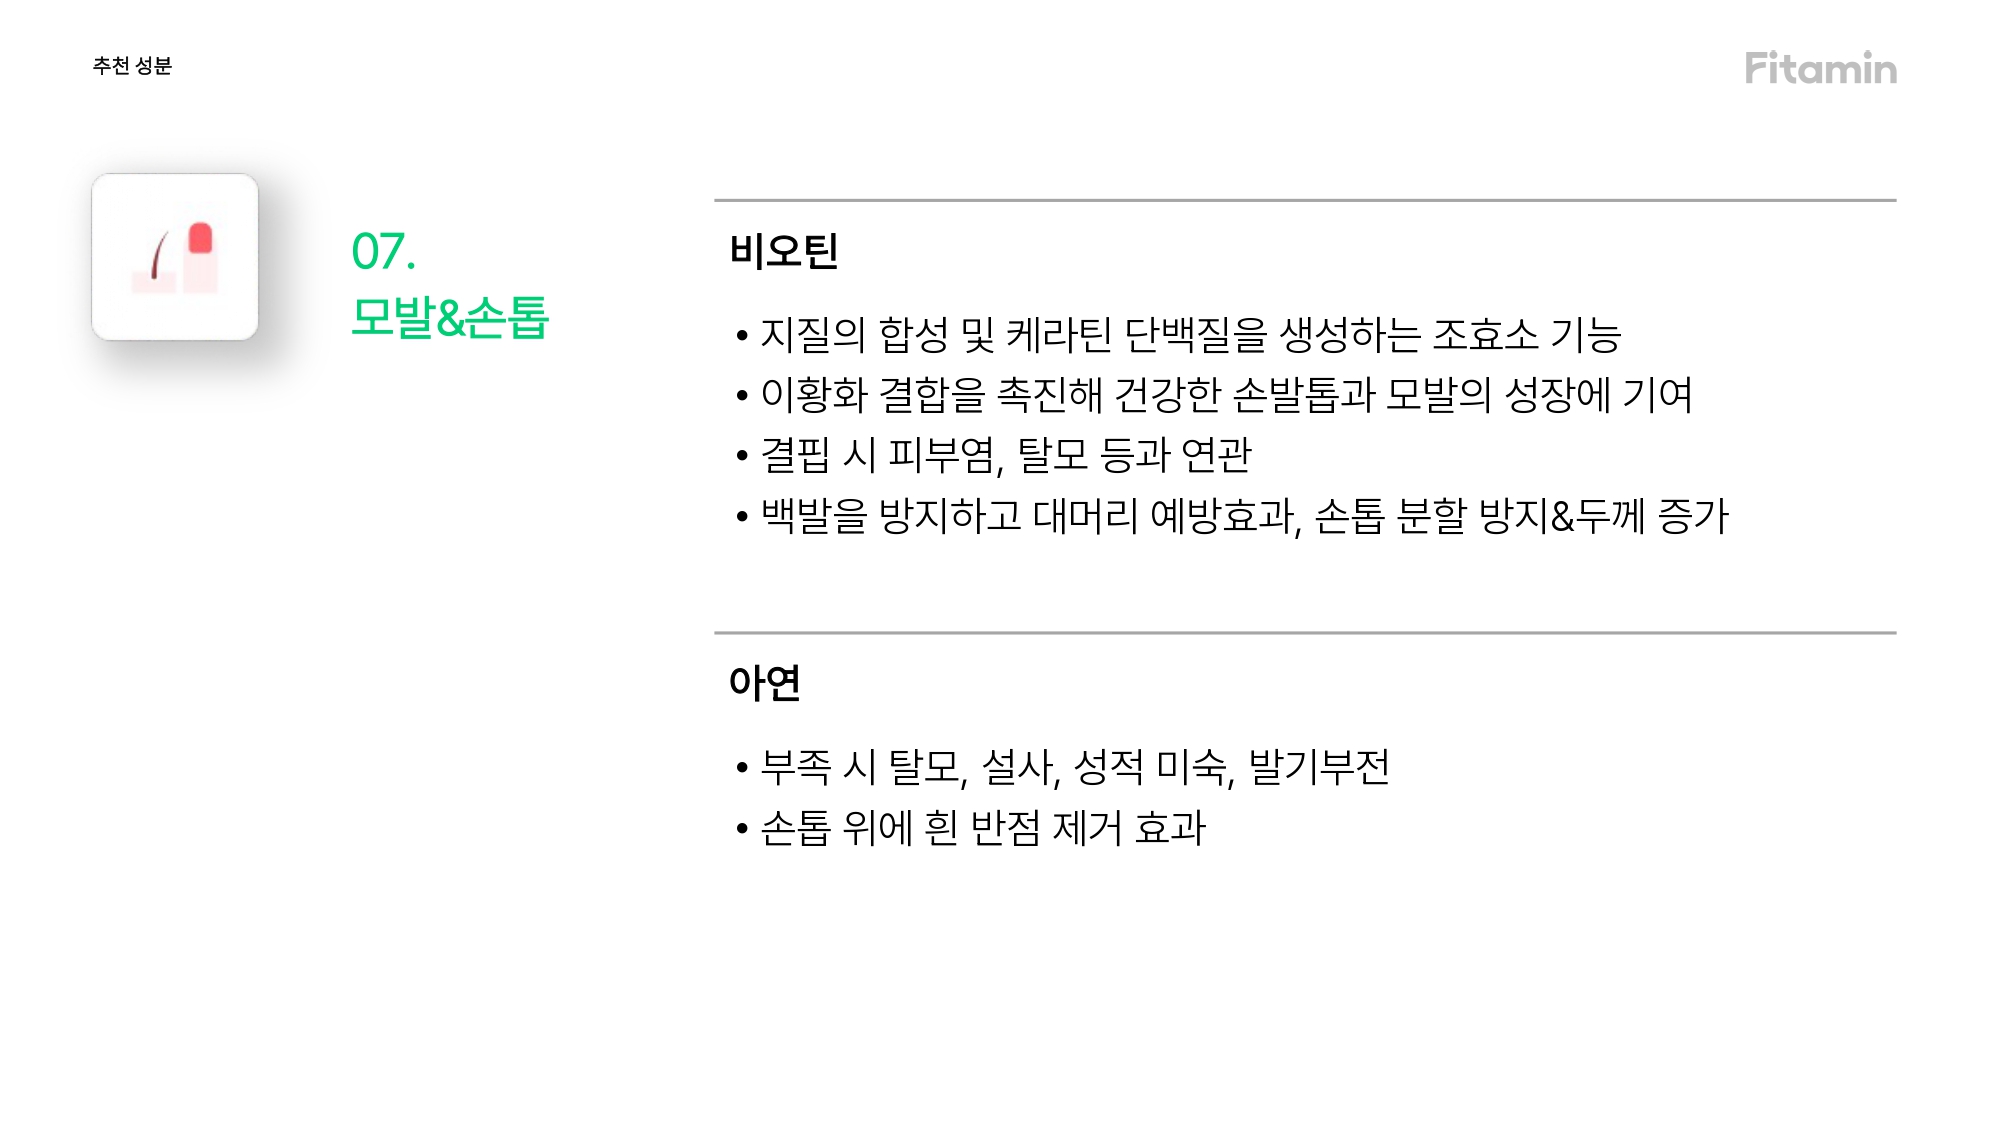 추천 성분
Fitamin
07.
모발&손톱
비오틴
• 지질의 합성 및 케라틴 단백질을 생성하는 조효소 기능
• 이황화 결합을 촉진해 건강한 손발톱과 모발의 성장에 기여
• 결핍 시 피부염, 탈모 등과 연관
• 백발을 방지하고 대머리 예방효과, 손톱 분할 방지&두께 증가
아연
• 부족 시 탈모, 설사, 성적 미숙, 발기부전
• 손톱 위에 흰 반점 제거 효과